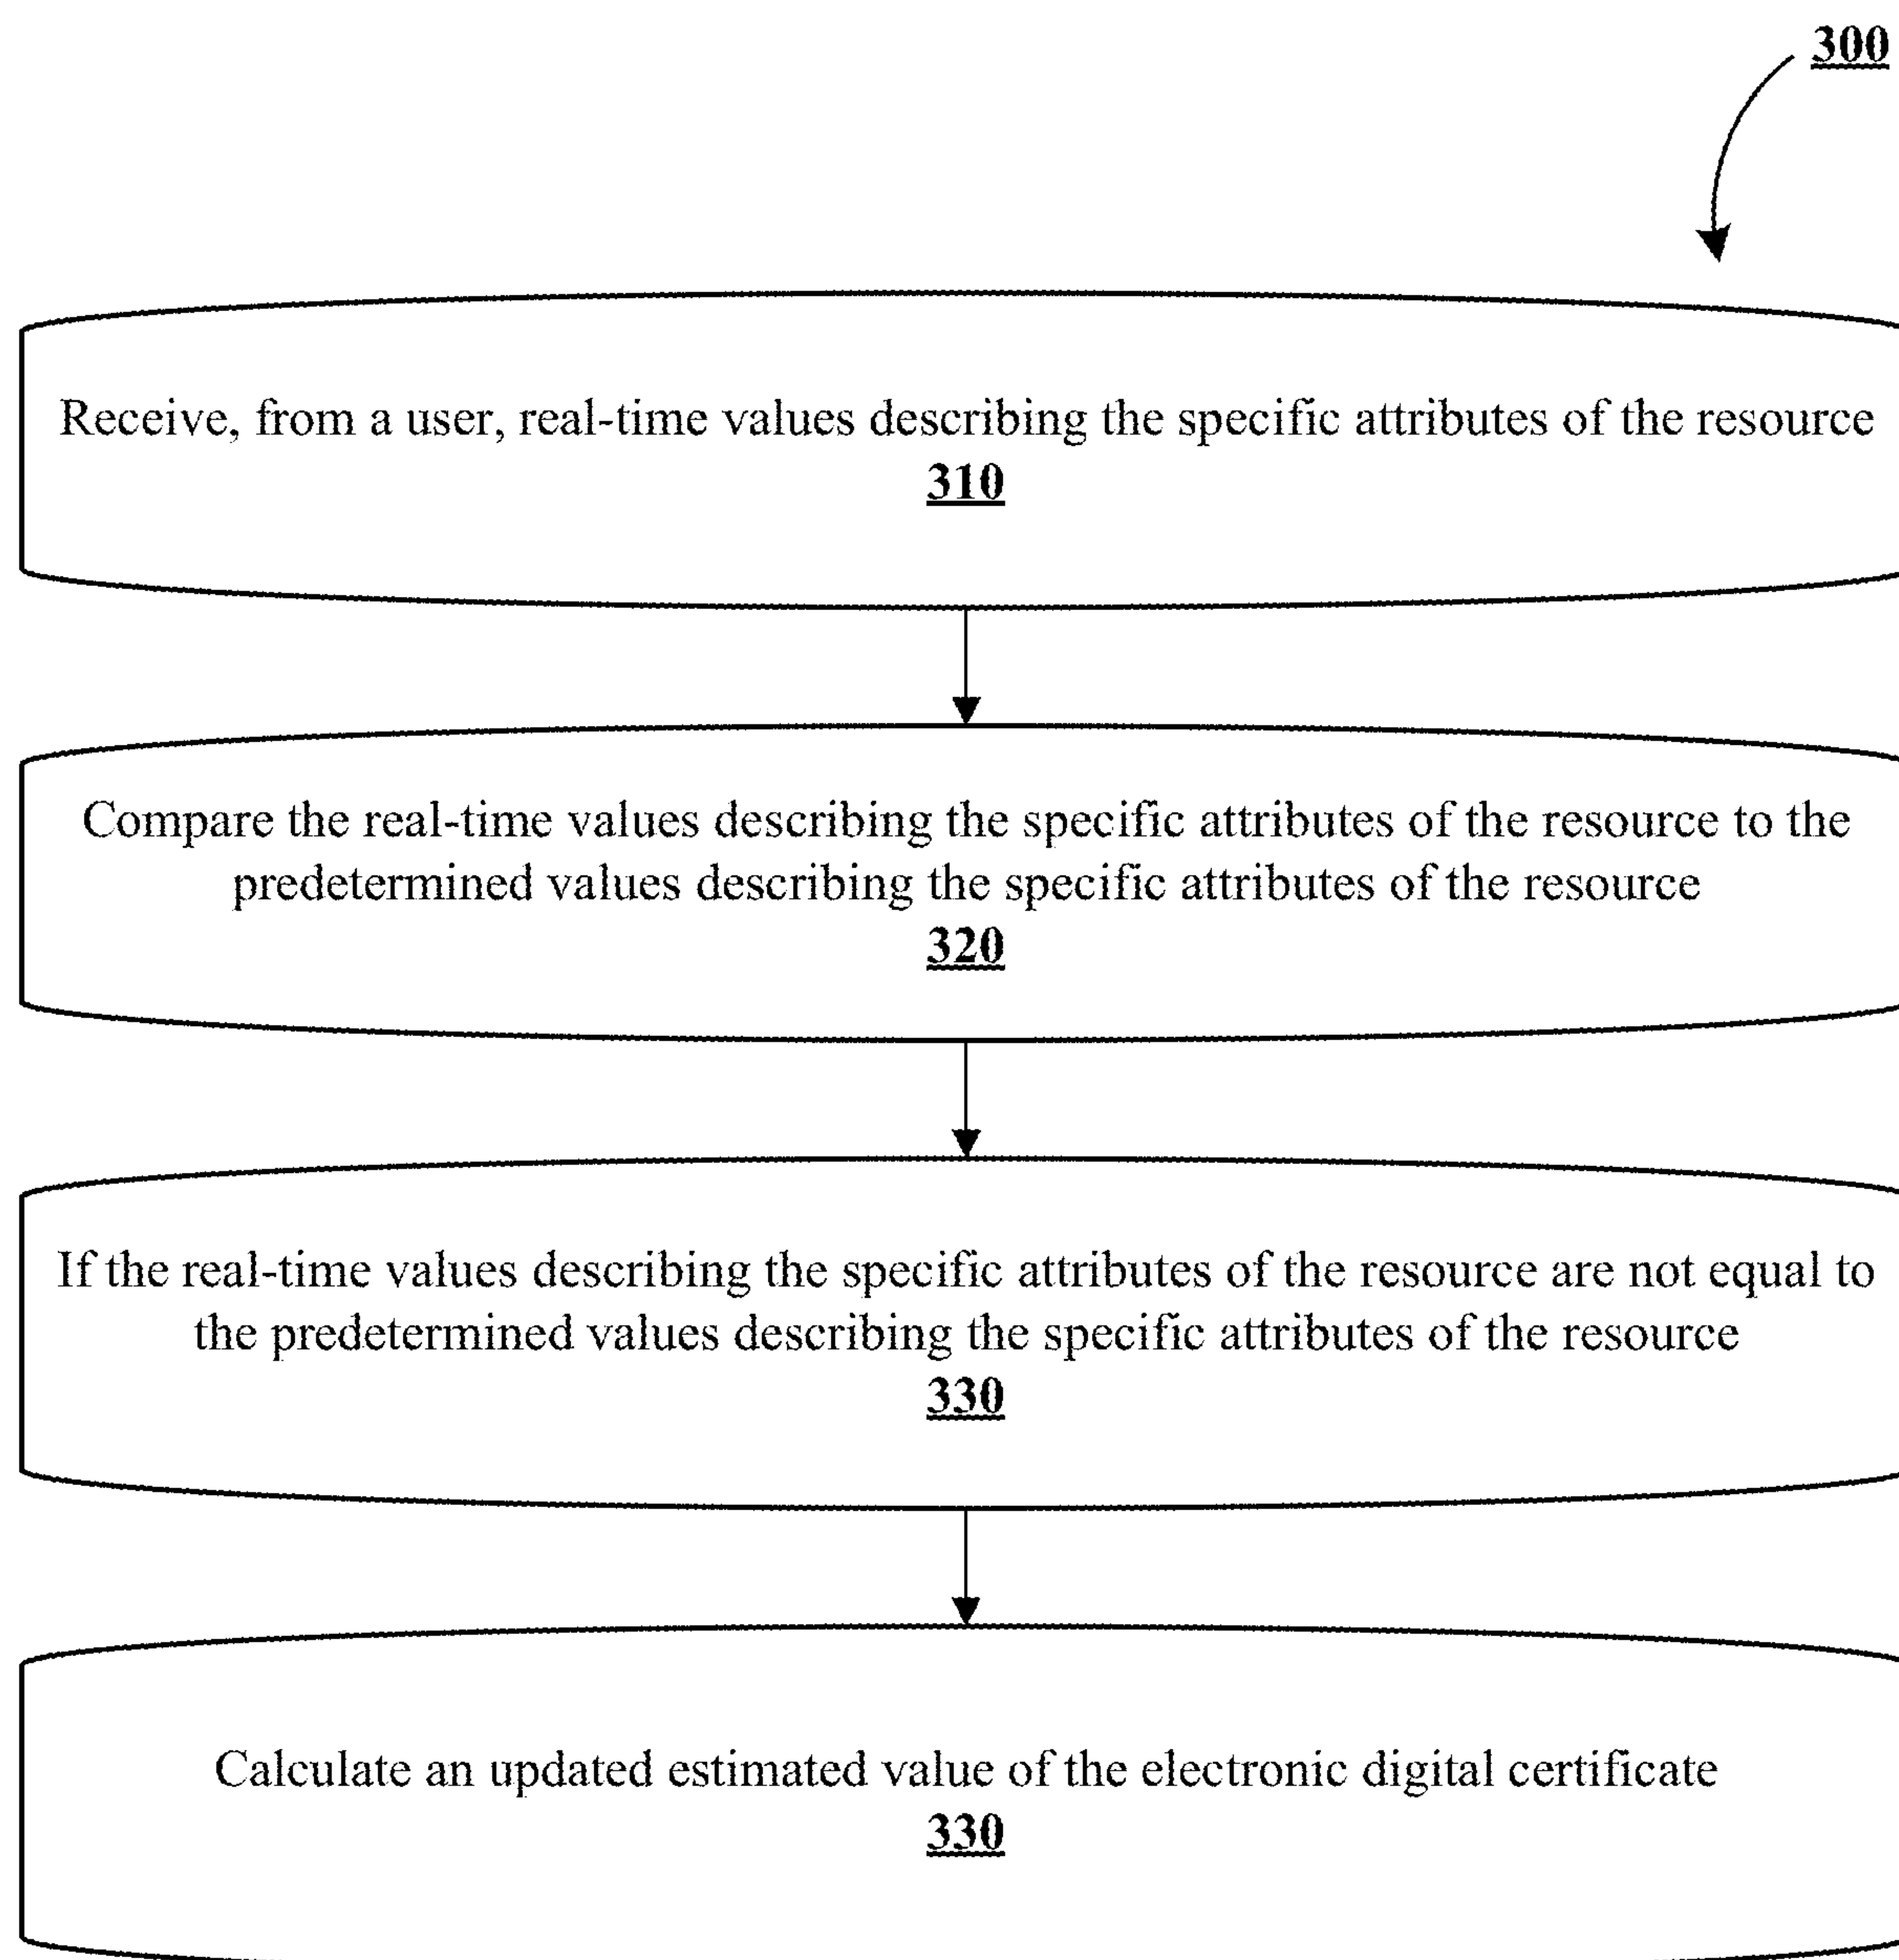 300
Receive, from a user, real-time values describing the specific attributes of the resource
310
Compare the real-time values describing the specific attributes of the resource to the
predetermined values describing the specific attributes of the resource
320
If the real-time values describing the specific attributes of the resource are not equal to
the predetermined values describing the specific attributes of the resource
330
Calculate an updated estimated value of the electronic digital certificate
330